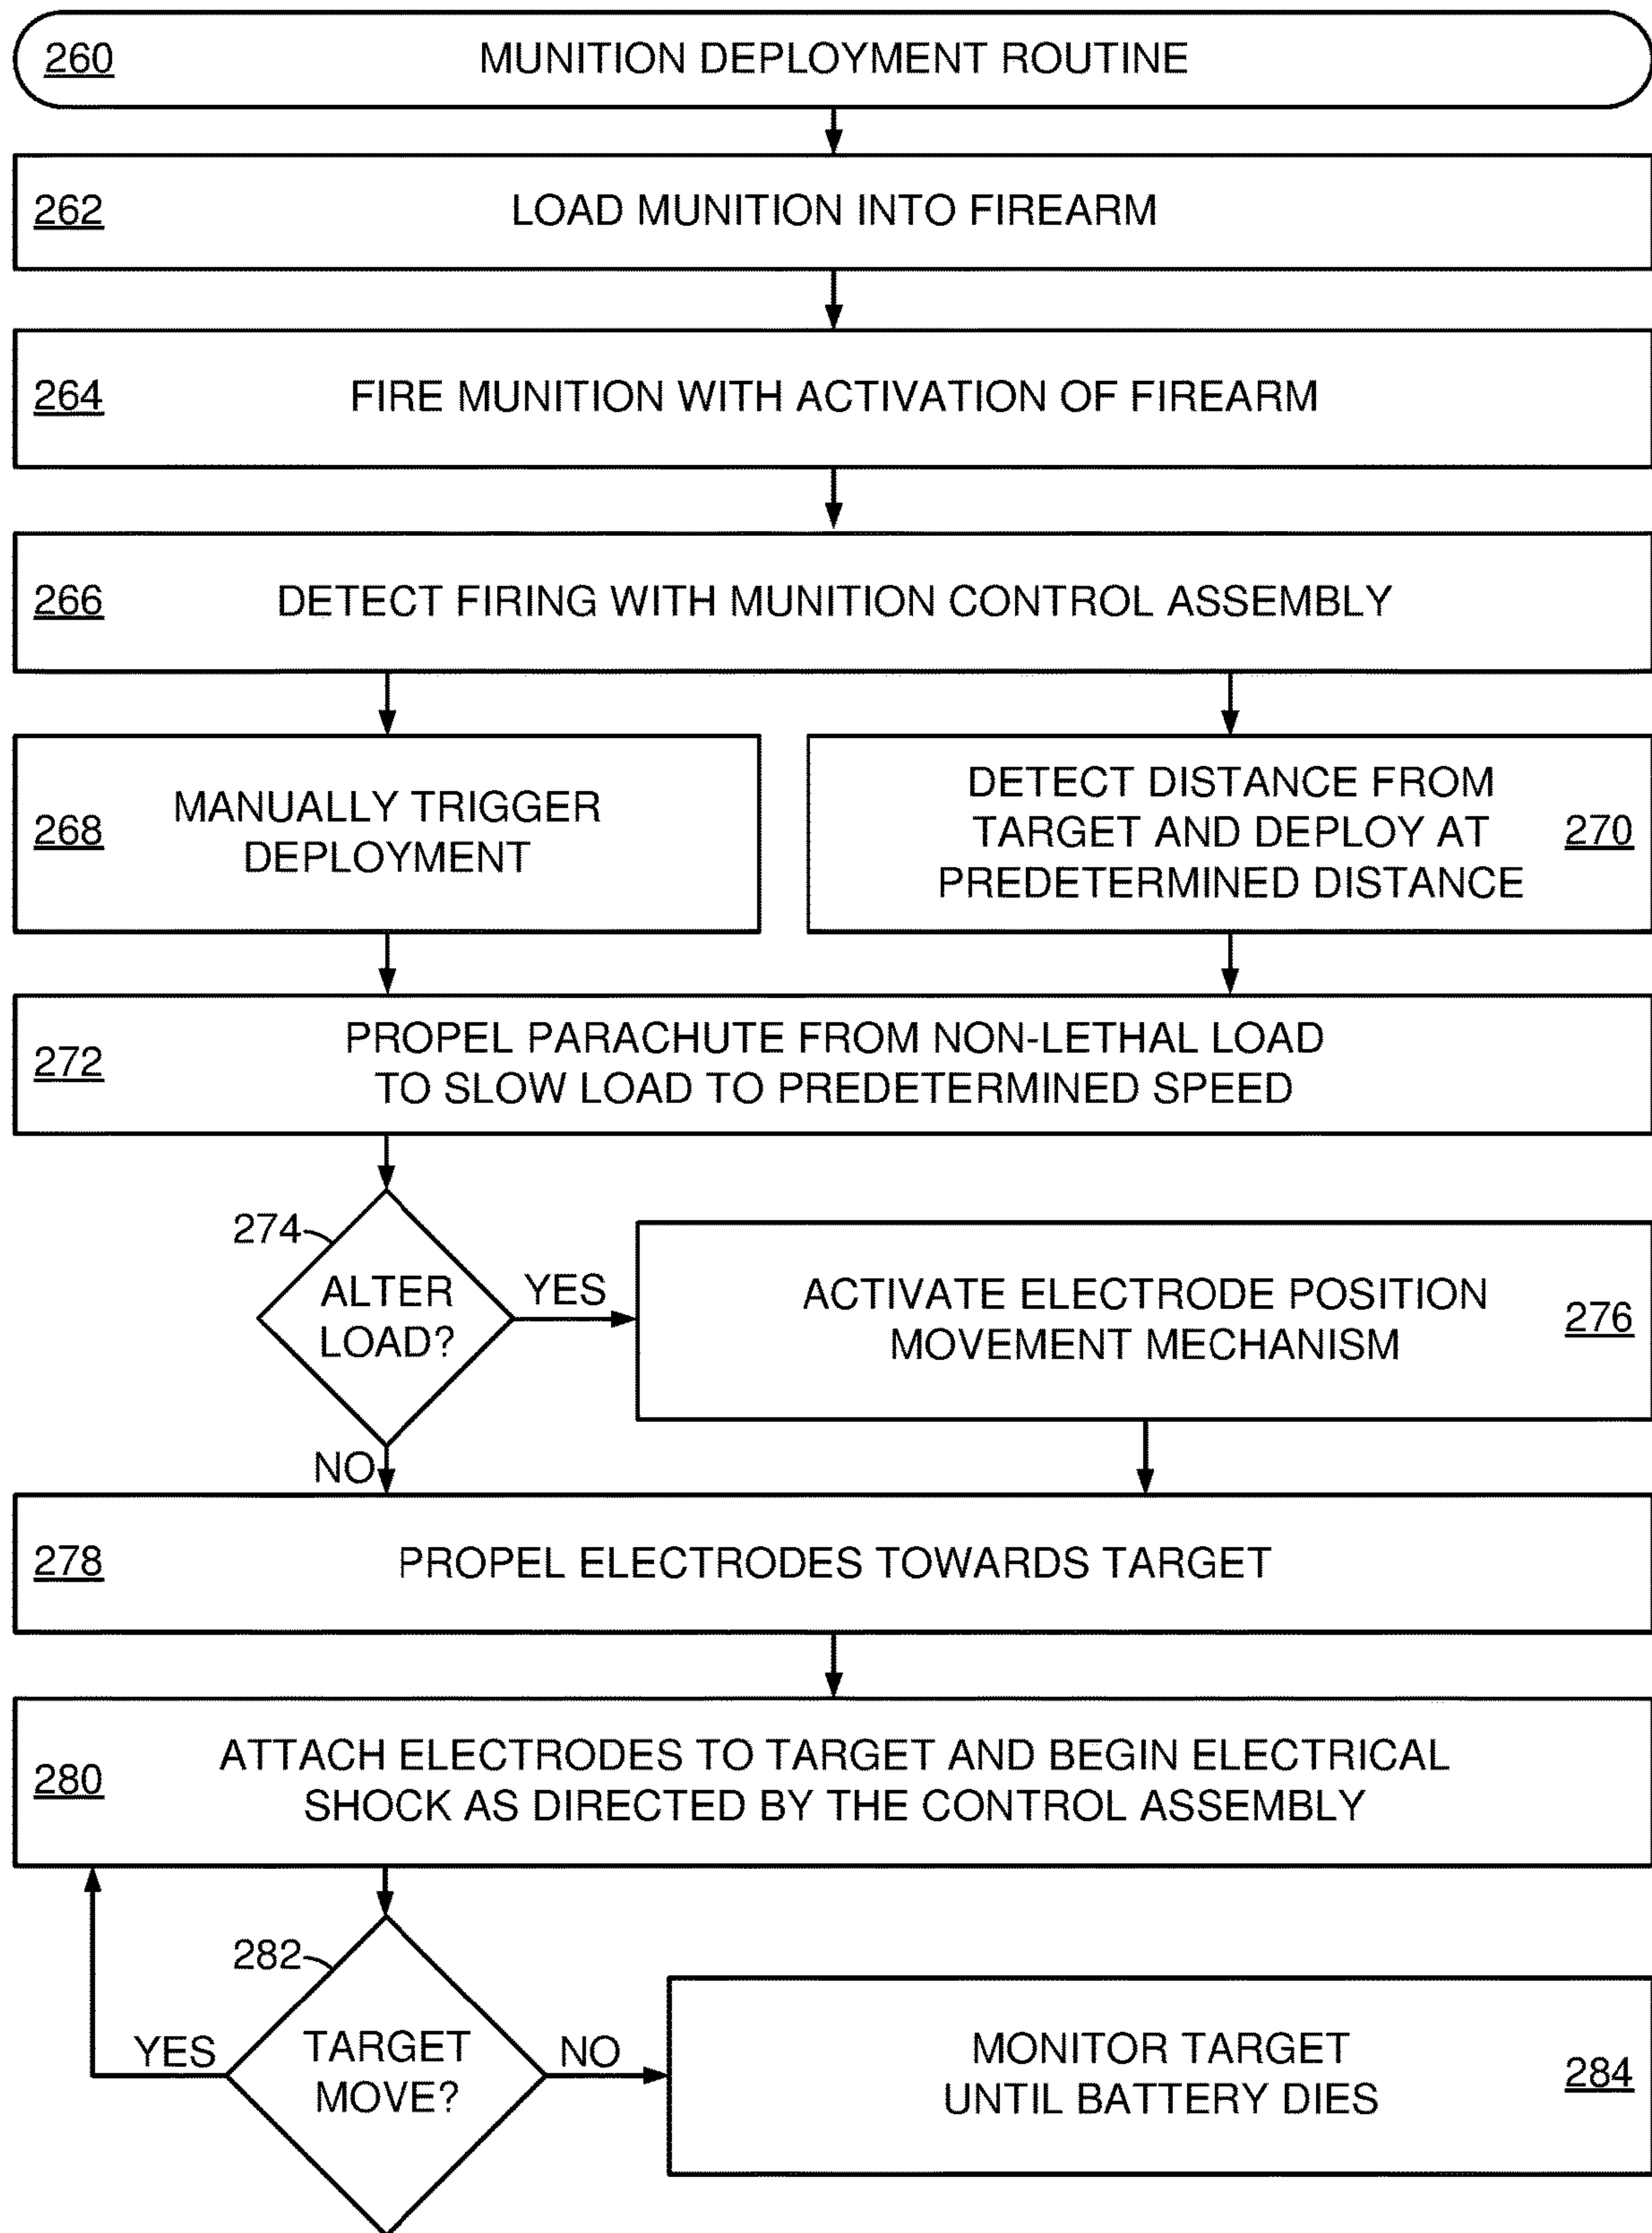 260 MUNITION DEPLOYMENT ROUTINE
262 LOAD MUNITION INTO FIREARM
264 FIRE MUNITION WITH ACTIVATION OF FIREARM
266 DETECT FIRING WITH MUNITION CONTROL ASSEMBLY
268
MANUALLY TRIGGER
DEPLOYMENT
DETECT DISTANCE FROM
TARGET AND DEPLOY AT
PREDETERMINED DISTANCE
270
272
PROPEL PARACHUTE FROM NON-LETHAL LOAD
TO SLOW LOAD TO PREDETERMINED SPEED
274
ALTER
LOAD?
YES
NO
ACTIVATE ELECTRODE POSITION
MOVEMENT MECHANISM
276
278 PROPEL ELECTRODES TOWARDS TARGET
280
ATTACH ELECTRODES TO TARGET AND BEGIN ELECTRICAL
SHOCK AS DIRECTED BY THE CONTROL ASSEMBLY
282
YES
TARGET
MOVE?
NO
MONITOR TARGET
UNTIL BATTERY DIES
284